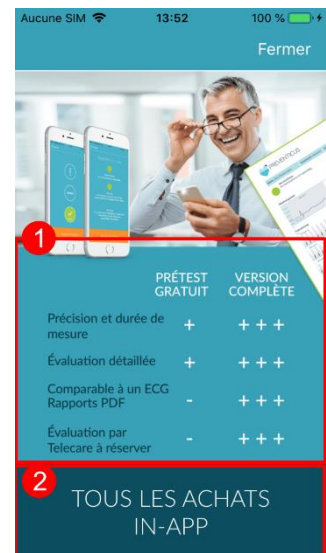 Aucune SIM 13:52 100 %
Fermer
PREVENTICUS
1
PRÉTEST GRATUIT
VERSION COMPLÈTE
Précision et durée de mesure + + + +
Évaluation détaillée + + + +
Comparable à un ECG
Rapports PDF - + + +
Évaluation par
Telecare à réserver - + + +
2
TOUS LES ACHATS
IN-APP